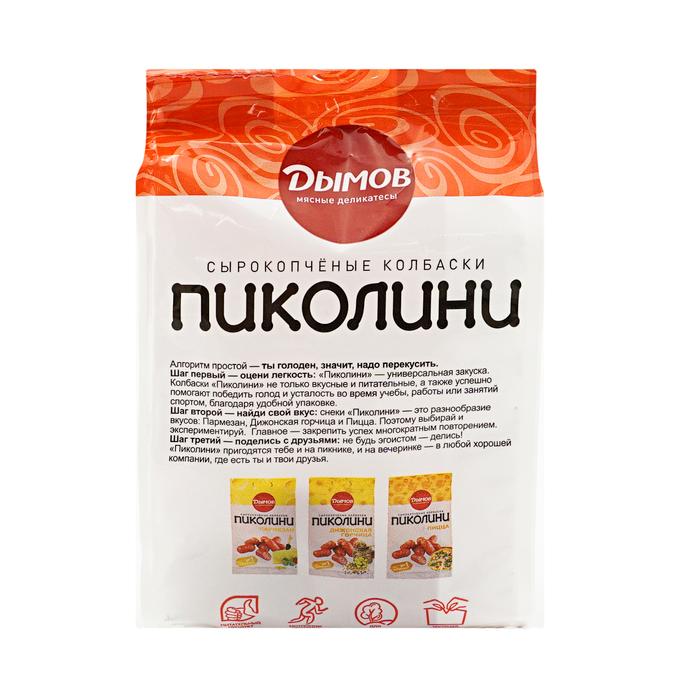 Дымов
мясные деликатесы
СЫРОКОПЧЁНЫЕ КОЛБАСКИ
ПИКОЛИНИ
Алгоритм простой — ты голоден, значит, надо перекусить.
Шаг первый — оцени легкость: «Пиколини» — универсальная закуска.
Колбаски «Пиколини» не только вкусные и питательные, а также успешно
помогают победить голод и усталость во время учебы, работы или занятий
спортом, благодаря удобной упаковке.
Шаг второй — найди свой вкус: снеки «Пиколини» — это разнообразие
вкусов: Пармезан, Дижонская горчица и Пицца. Поэтому выбирай и
экспериментируй. Главное — закрепить успех многократным повторением.
Шаг третий — поделись с друзьями: не будь эгоистом — делись!
«Пиколини» пригодятся тебе и на пикнике, и на вечеринке — в любой хорошей
компании, где есть ты и твои друзья.
Дымов Дымов Дымов
ПИКОЛИНИ ПИКОЛИНИ ПИКОЛИНИ
ПАРМЕЗАН ДИЖОНСКАЯ ГОРЧИЦА ПИЦЦА